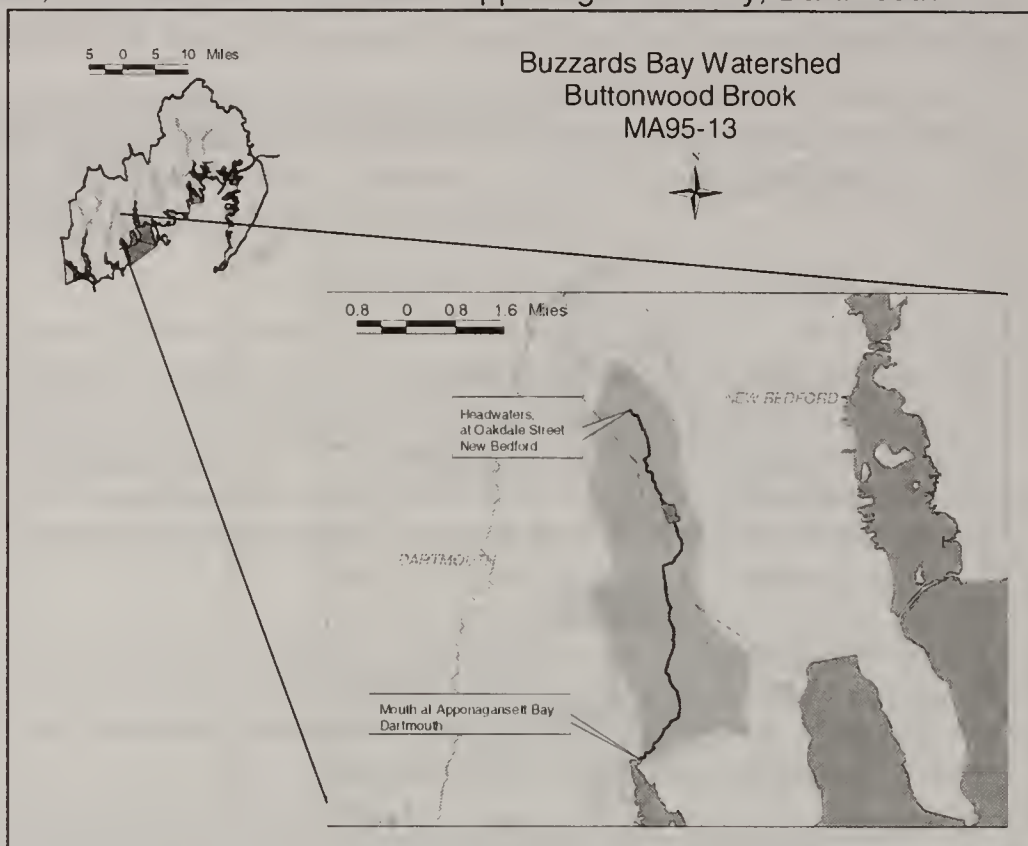 5 0 5 10 Miles
Buzzards Bay Watershed
Buttonwood Brook
MA95-13
N
0.8 0 0.8 1.6 Miles
Headwaters,
at Oakdale Street
New Bedford
NEW BEDFORD
DARTMOUTH
Mouth at Apponagansett Bay
Dartmouth